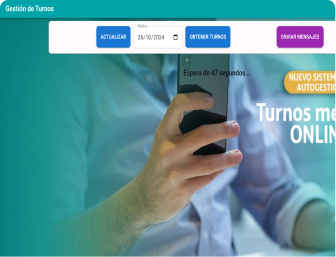 Gestión de Turnos
Fecha
ACTUALIZAR
26/10/2024
OBTENER TURNOS
ENVIAR MENSAJES
Espera de 47 segundos...
NUEVO SISTEM
AUTOGESTIÓ
Turnos me
ONLIN